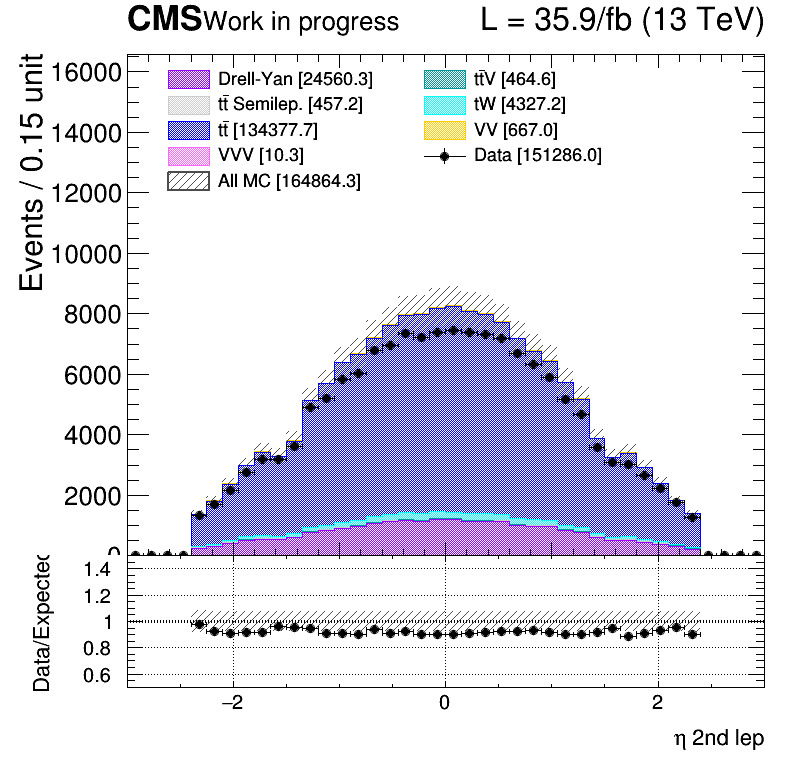 CMS Work in progress L = 35.9/fb (13 TeV)
Events / 0.15 unit
16000
14000
12000
10000
8000
6000
4000
2000
0
Drell-Yan [24560.3]
tt̄ Semilep. [457.2]
tt̄ [134377.7]
VVV [10.3]
All MC [164864.3]
tt̄V [464.6]
tW [4327.2]
VV [667.0]
Data [151286.0]
Data/Expected
1.4
1.2
1
0.8
0.6
−2 0 2
η 2nd lep